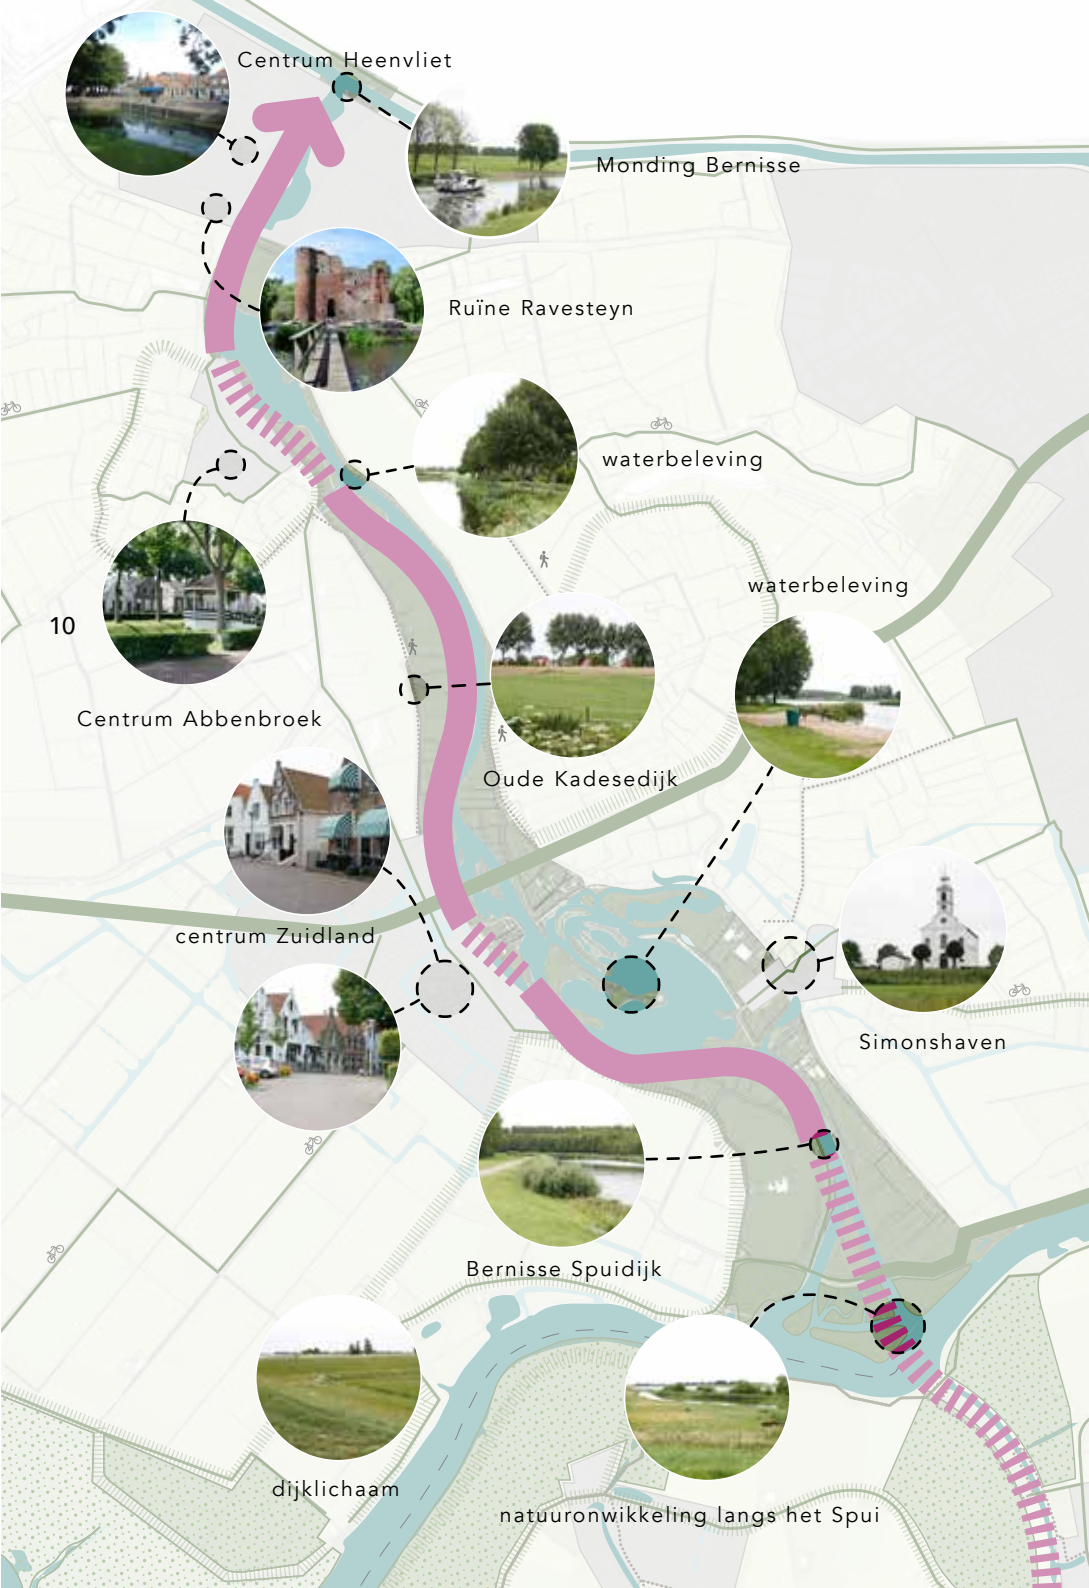 Centrum Heenvliet
Monding Bernisse
Ruïne Ravesteyn
waterbeleving
waterbeleving
10
Centrum Abbenbroek
Oude Kadesedijk
centrum Zuidland
Simonshaven
Bernisse Spuidijk
dijklichaam
natuuronwikkeling langs het Spui